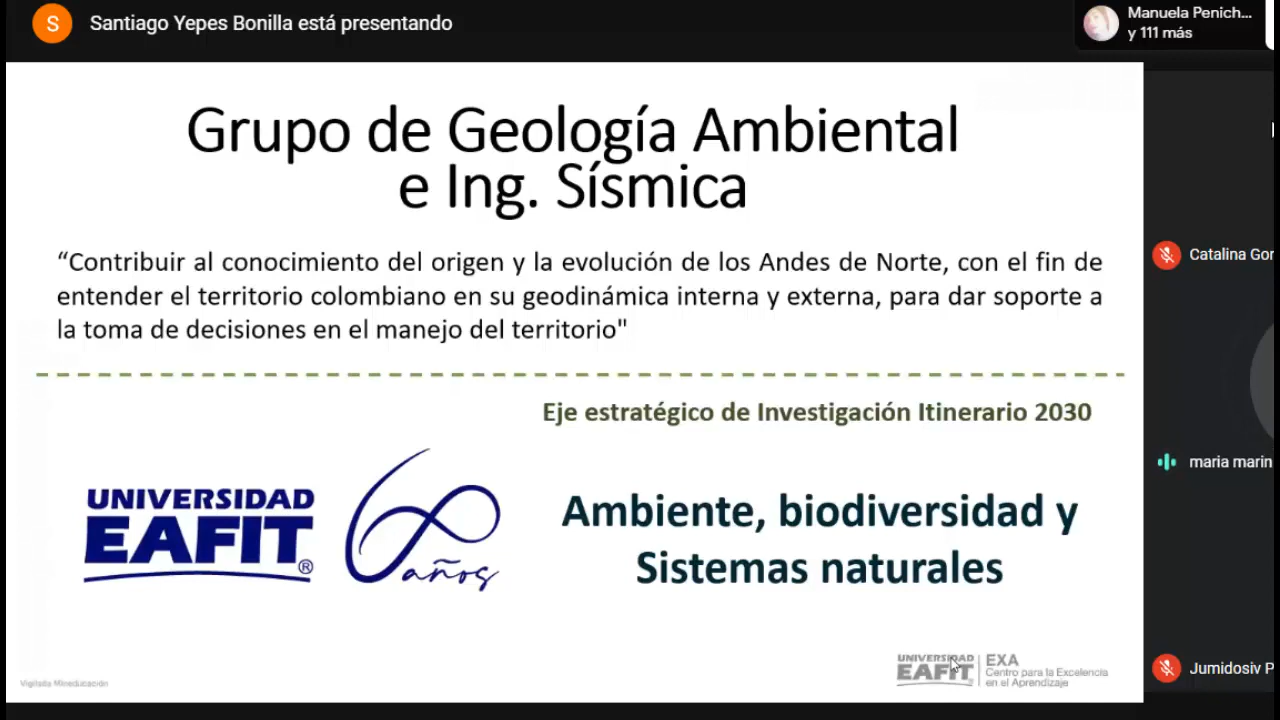 S Santiago Yepes Bonilla está presentando
Manuela Penich...
y 111 más
Grupo de Geología Ambiental
e Ing. Sísmica
“Contribuir al conocimiento del origen y la evolución de los Andes de Norte, con el fin de
entender el territorio colombiano en su geodinámica interna y externa, para dar soporte a
la toma de decisiones en el manejo del territorio"
Eje estratégico de Investigación Itinerario 2030
UNIVERSIDAD
EAFIT®
60
años
Ambiente, biodiversidad y
Sistemas naturales
Catalina Gor
maria marin
Jumidosiv P
Vigilada Mineducación
UNIVERSIDAD
EAFIT
EXA
Centro para la Excelencia
en el Aprendizaje